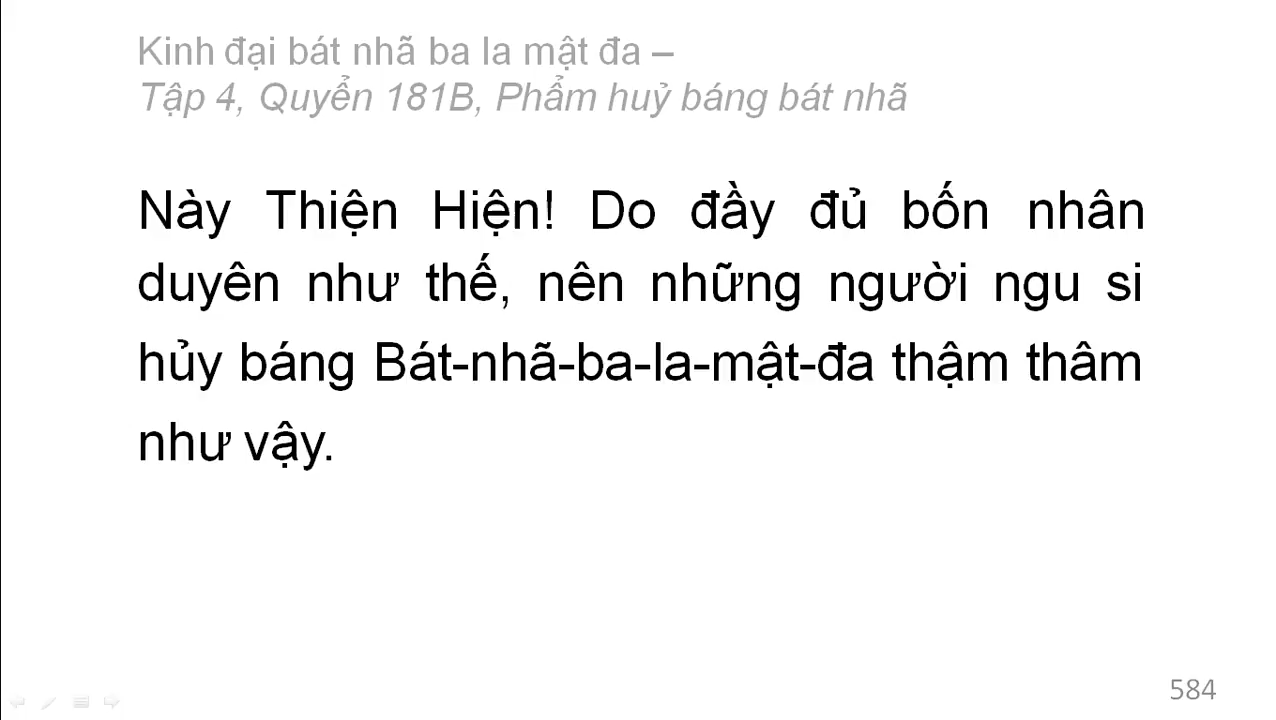 Kinh đại bát nhã ba la mật đa –
Tập 4, Quyển 181B, Phẩm huỷ báng bát nhã
Này Thiện Hiện! Do đầy đủ bốn nhân
duyên như thế, nên những người ngu si
hủy báng Bát-nhã-ba-la-mật-đa thậm thâm
như vậy.
584